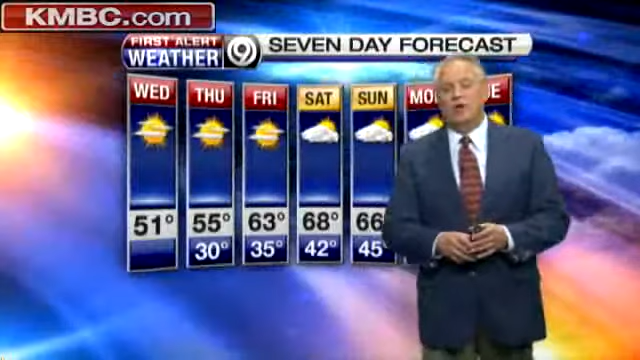 KMBC.com
FIRST ALERT
WEATHER 9
SEVEN DAY FORECAST
WED THU FRI SAT SUN
51° 55° 63° 68° 66
30° 35° 42° 45